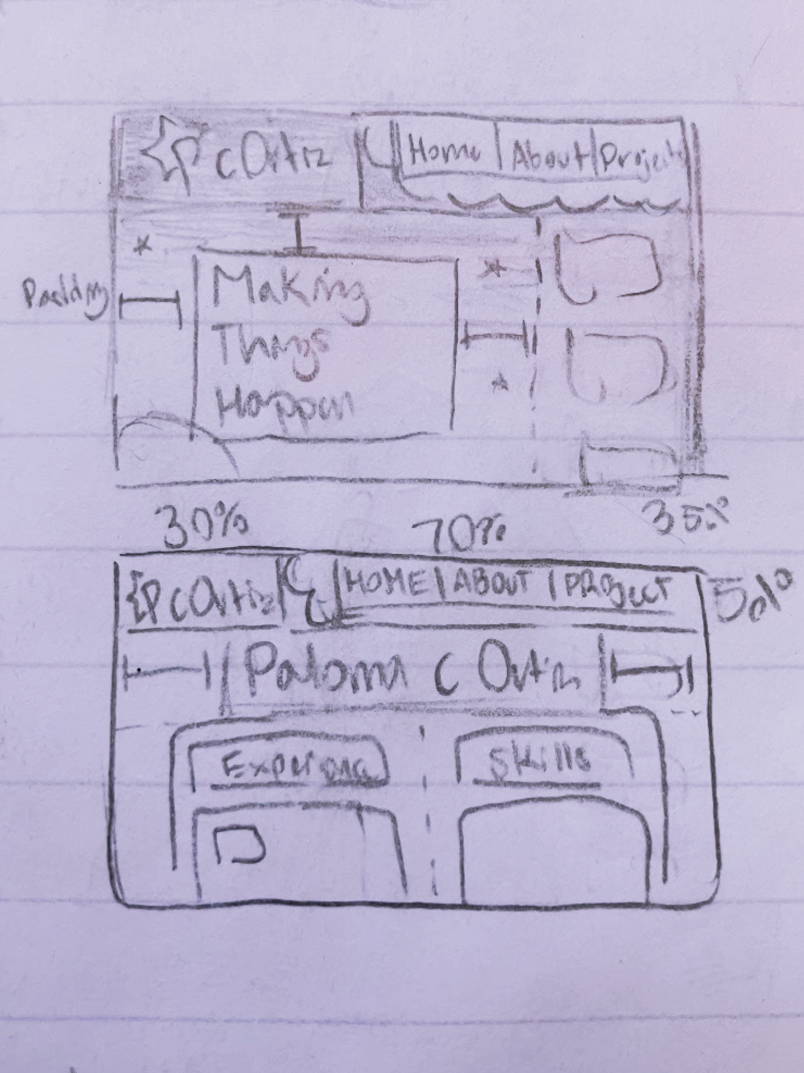 P cOrtiz
Home | About | Project
Padding
Making
Things
Happen
30% 70% 35%
P cOrtiz
HOME | ABOUT | PROJECT
50%
Paloma C Ortiz
Experience
Skills